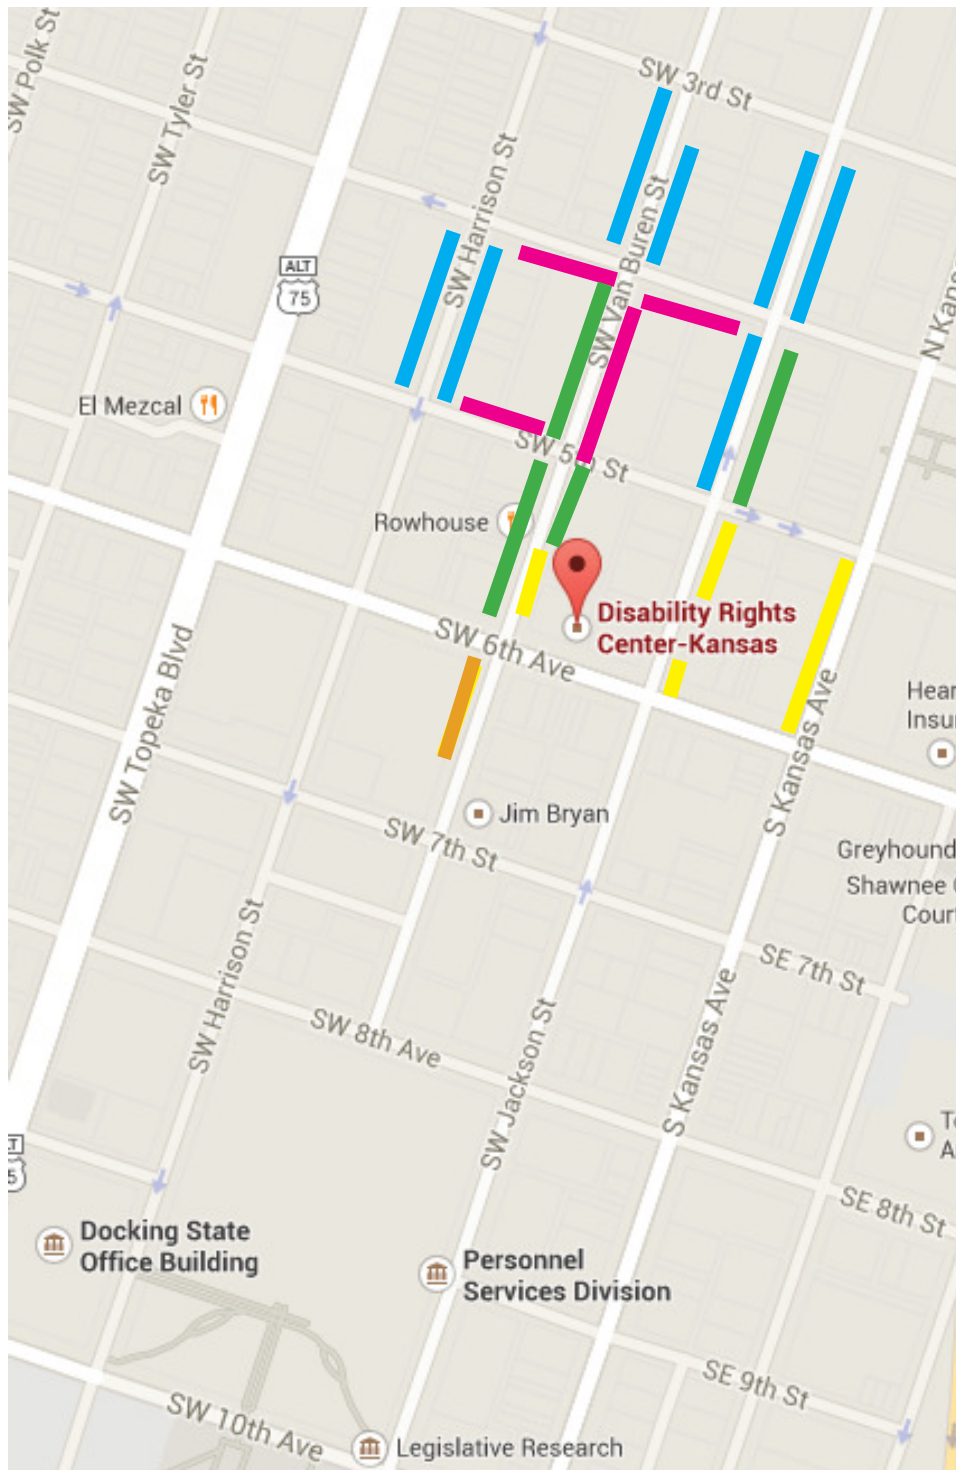 SW Polk St
SW Tyler St
SW 3rd St
SW Harrison St
SW Van Buren St
ALT
75
N Kansas
El Mezcal
SW 5th St
Rowhouse
Disability Rights
Center-Kansas
SW 6th Ave
SW Topeka Blvd
S Kansas Ave
Hear
Insu
Jim Bryan
SW 7th St
Greyhound
Shawnee C
Cour
SE 7th St
SW Harrison St
SW 8th Ave
SW Jackson St
S Kansas Ave
LT
5
To
A
SE 8th St
Docking State
Office Building
Personnel
Services Division
SE 9th St
SW 10th Ave
Legislative Research